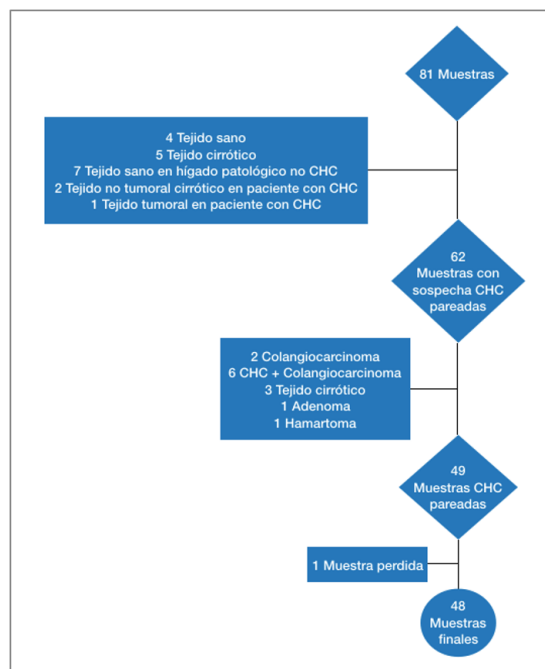 81 Muestras
4 Tejido sano
5 Tejido cirrótico
7 Tejido sano en hígado patológico no CHC
2 Tejido no tumoral cirrótico en paciente con CHC
1 Tejido tumoral en paciente con CHC
62
Muestras con
sospecha CHC
pareadas
2 Colangiocarcinoma
6 CHC + Colangiocarcinoma
3 Tejido cirrótico
1 Adenoma
1 Hamartoma
49
Muestras CHC
pareadas
1 Muestra perdida
48
Muestras
finales